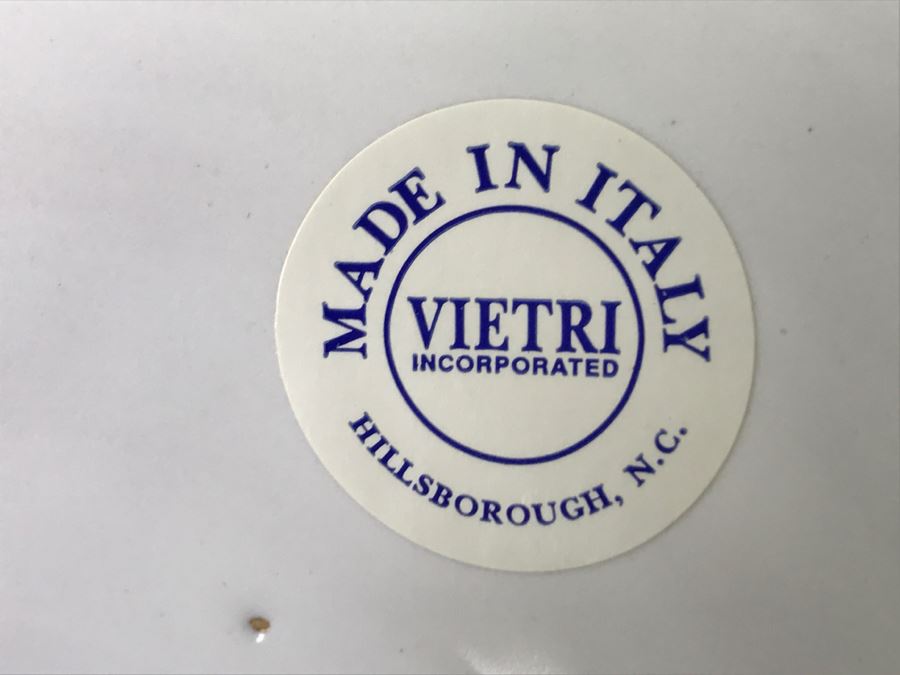 MADE IN ITALY
VIETRI
INCORPORATED
HILLSBOROUGH, N.C.